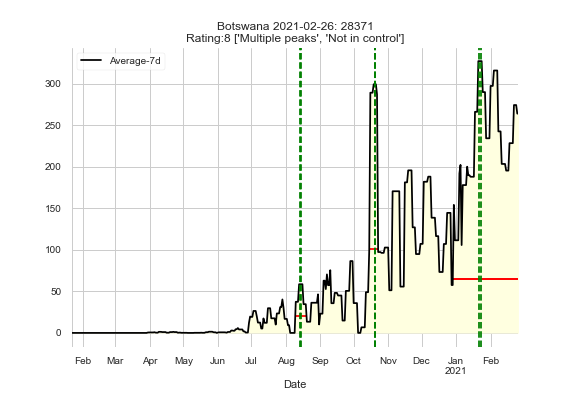 Botswana 2021-02-26: 28371
Rating:8 ['Multiple peaks', 'Not in control']
Average-7d
300
250
200
150
100
50
0
Feb Mar Apr May Jun Jul Aug Sep Oct Nov Dec Jan Feb
2021
Date